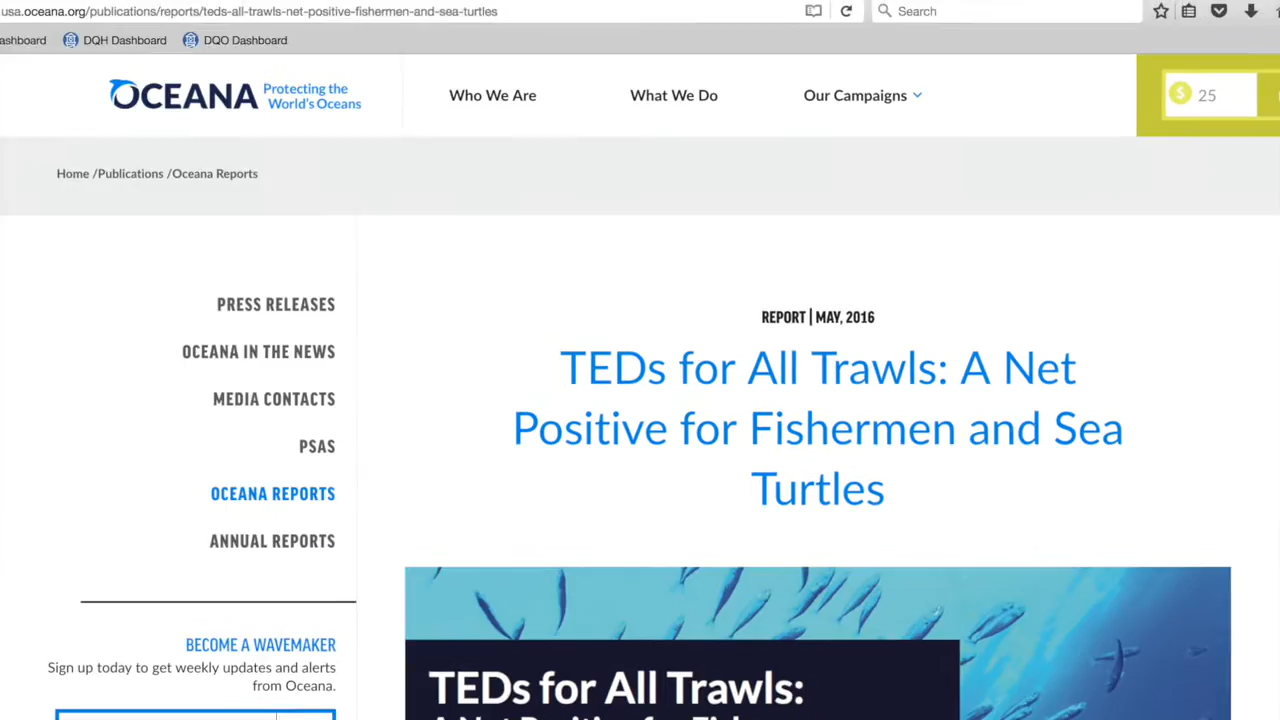 usa.oceana.org/publications/reports/teds-all-trawls-net-positive-fishermen-and-sea-turtles
Search
ashboard
DQH Dashboard
DQO Dashboard
OCEANA
Protecting the
World's Oceans
Who We Are
What We Do
Our Campaigns
$ 25
Home /Publications /Oceana Reports
PRESS RELEASES
OCEANA IN THE NEWS
MEDIA CONTACTS
PSAS
OCEANA REPORTS
ANNUAL REPORTS
BECOME A WAVEMAKER
Sign up today to get weekly updates and alerts
from Oceana.
REPORT | MAY, 2016
TEDs for All Trawls: A Net
Positive for Fishermen and Sea
Turtles
TEDs for All Trawls: